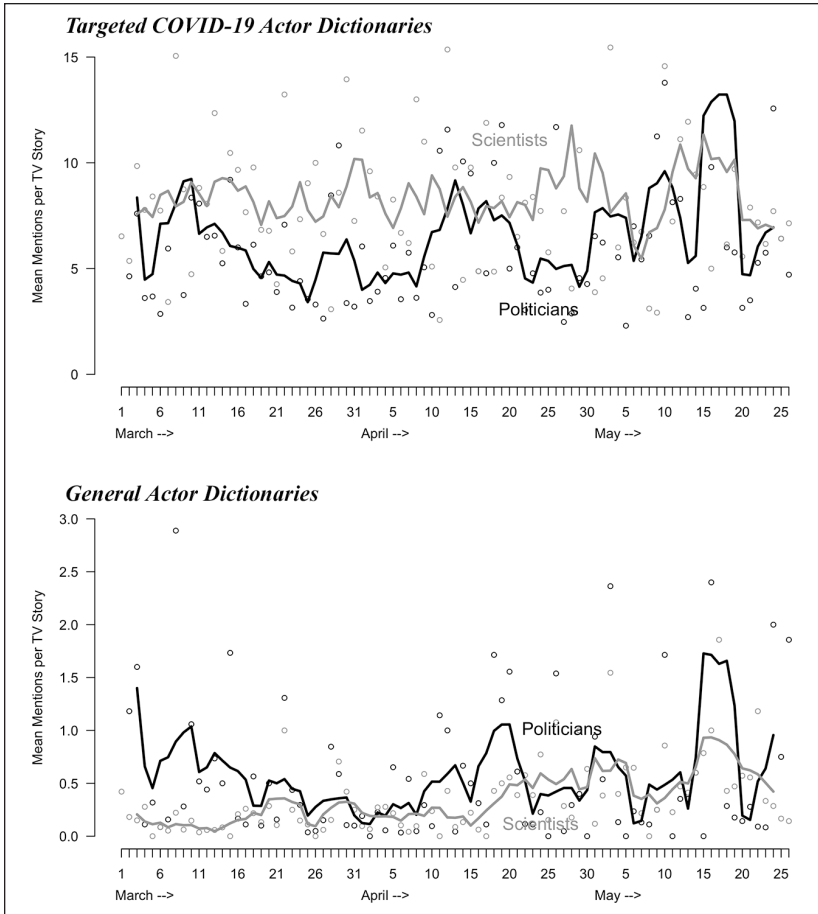 Targeted COVID-19 Actor Dictionaries
Mean Mentions per TV Story
15
10
5
0
Scientists
Politicians
1 6 11 16 21 26 31 5 10 15 20 25 30 5 10 15 20 25
March --> April --> May -->
General Actor Dictionaries
Mean Mentions per TV Story
3.0
2.5
2.0
1.5
1.0
0.5
0.0
Politicians
Scientists
1 6 11 16 21 26 31 5 10 15 20 25 30 5 10 15 20 25
March --> April --> May -->